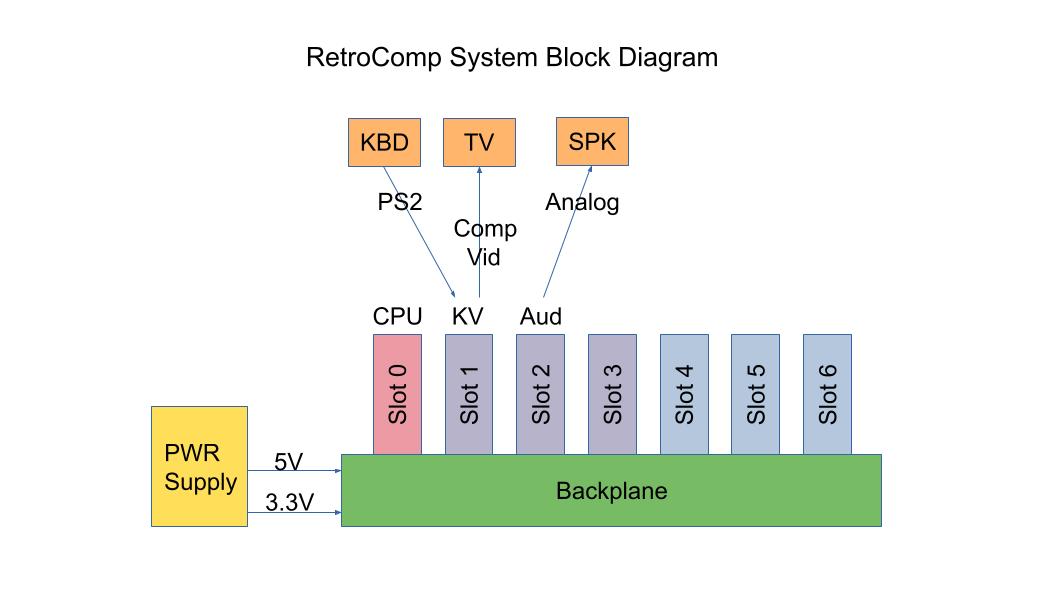 RetroComp System Block Diagram
KBD
TV
SPK
PS2
Analog
Comp
Vid
CPU
KV
Aud
Slot 0
Slot 1
Slot 2
Slot 3
Slot 4
Slot 5
Slot 6
PWR
Supply
5V
3.3V
Backplane